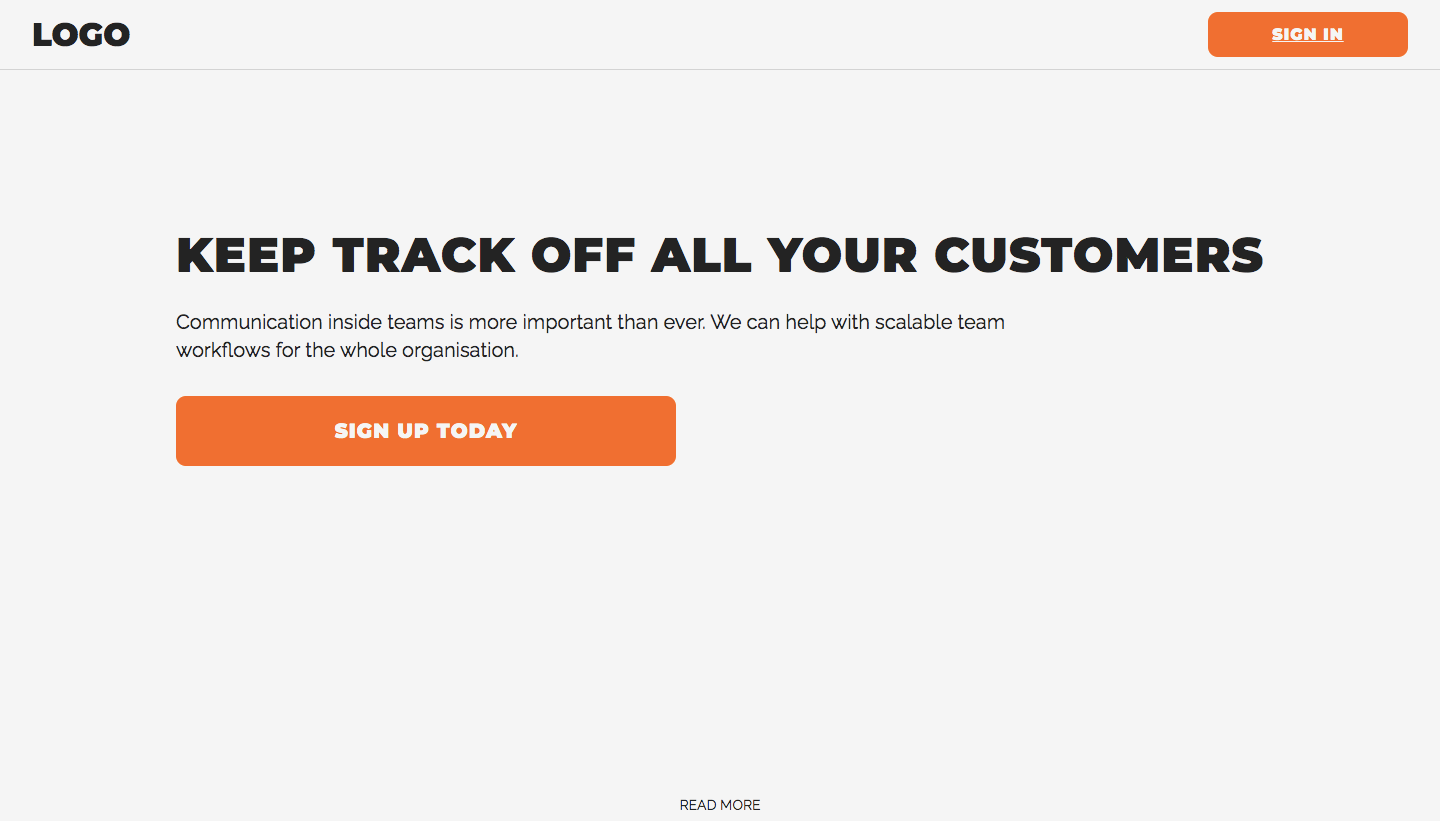 LOGO
SIGN IN
KEEP TRACK OFF ALL YOUR CUSTOMERS
Communication inside teams is more important than ever. We can help with scalable team
workflows for the whole organisation.
SIGN UP TODAY
READ MORE